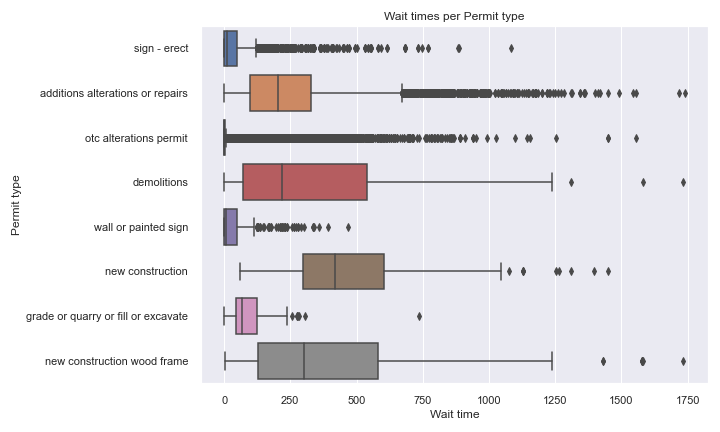 Wait times per Permit type
sign - erect
additions alterations or repairs
otc alterations permit
demolitions
wall or painted sign
new construction
grade or quarry or fill or excavate
new construction wood frame
Permit type
0 250 500 750 1000 1250 1500 1750
Wait time